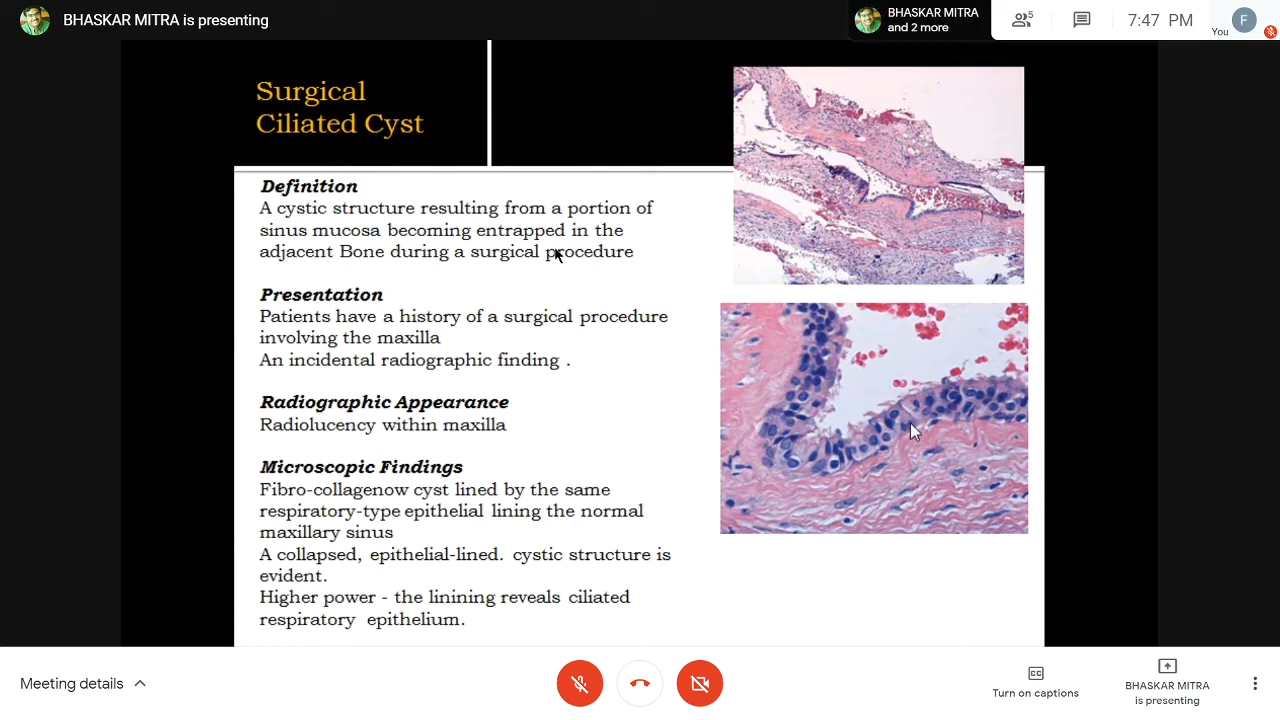 BHASKAR MITRA is presenting
BHASKAR MITRA
and 2 more
5
7:47 PM
You
F
Surgical
Ciliated Cyst
Definition
A cystic structure resulting from a portion of
sinus mucosa becoming entrapped in the
adjacent Bone during a surgical procedure
Presentation
Patients have a history of a surgical procedure
involving the maxilla
An incidental radiographic finding .
Radiographic Appearance
Radiolucency within maxilla
Microscopic Findings
Fibro-collagenow cyst lined by the same
respiratory-type epithelial lining the normal
maxillary sinus
A collapsed, epithelial-lined. cystic structure is
evident.
Higher power - the linining reveals ciliated
respiratory epithelium.
Meeting details
CC
Turn on captions
BHASKAR MITRA
is presenting